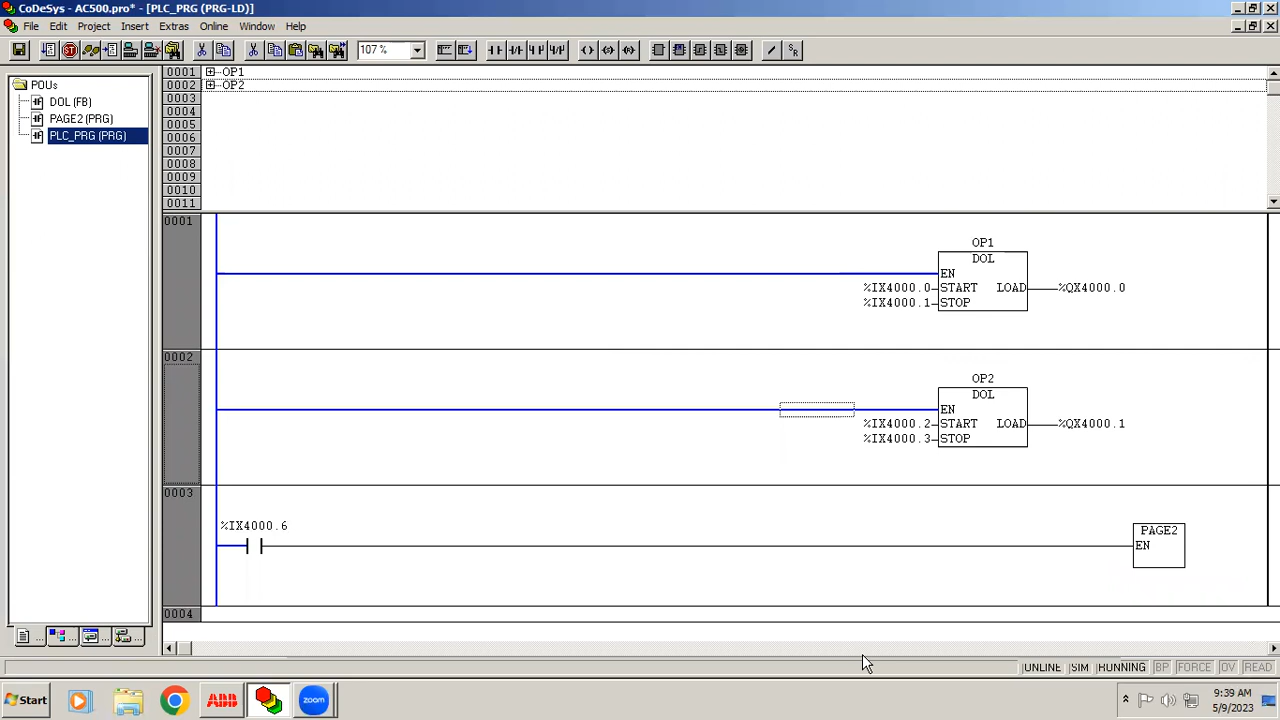 CoDeSys - AC500.pro* - [PLC_PRG (PRG-LD)]
File Edit Project Insert Extras Online Window Help
107 %
POUs
DOL (FB)
PAGE2 (PRG)
PLC_PRG (PRG)
0001 OP1
0002 OP2
0003
0004
0005
0006
0007
0008
0009
0010
0011
0001
OP1
DOL
EN
%IX4000.0 START LOAD %QX4000.0
%IX4000.1 STOP
0002
OP2
DOL
EN
%IX4000.2 START LOAD %QX4000.1
%IX4000.3 STOP
0003
%IX4000.6
PAGE2
EN
0004
ONLINE SIM RUNNING BP FORCE OV READ
Start ABB zoom
9:39 AM
5/9/2023